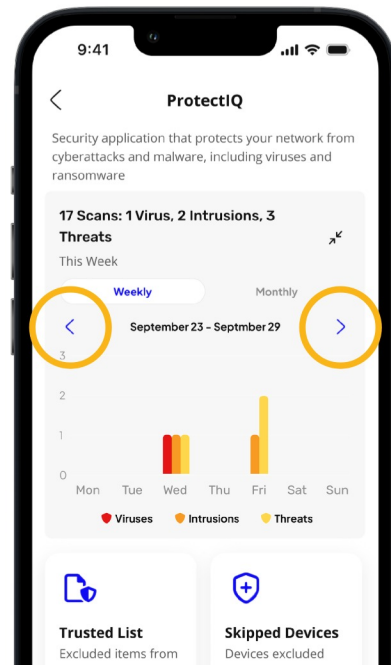 9:41
ProtectIQ
Security application that protects your network from
cyberattacks and malware, including viruses and
ransomware
17 Scans: 1 Virus, 2 Intrusions, 3
Threats
This Week
Weekly
Monthly
September 23 - Septmber 29
3
2
1
0
Mon Tue Wed Thu Fri Sat Sun
Viruses Intrusions Threats
Trusted List
Excluded items from
Skipped Devices
Devices excluded